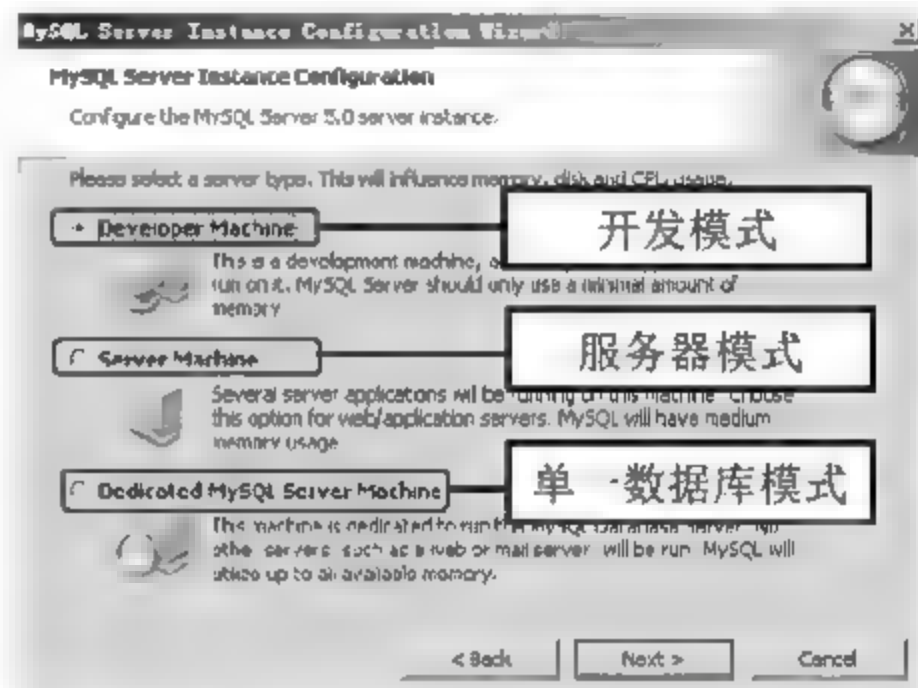 MySQL Server Instance Configuration Wizard
MySQL Server Instance Configuration
Configure the MySQL Server 5.0 server instance.
Please select a server type. This will influence memory, disk and CPU usage.
Developer Machine
开发模式
This is a development machine,
run on it. MySQL Server should only use a minimal amount of
memory
Server Machine
服务器模式
Several server applications will be running on this machine. Choose
this option for web/application servers. MySQL will have medium
memory usage
Dedicated MySQL Server Machine
单一数据库模式
This machine is dedicated to run the MySQL Database Server. No
other servers, such as a web or mail server, will be run. MySQL will
utilize up to all available memory.
< Back
Next >
Cancel